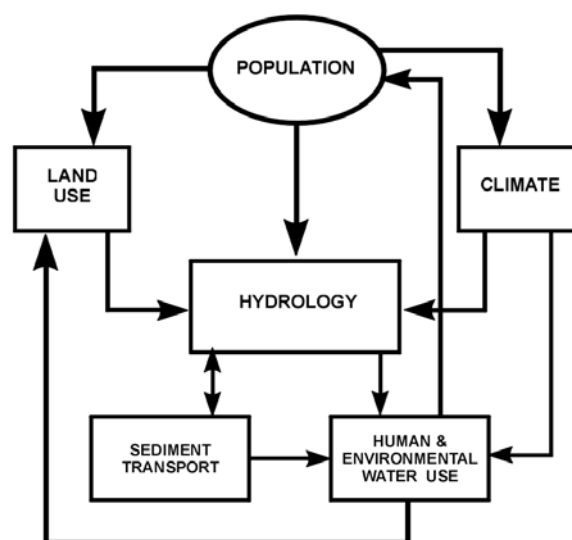 POPULATION
LAND
USE
CLIMATE
HYDROLOGY
SEDIMENT
TRANSPORT
HUMAN &
ENVIRONMENTAL
WATER USE